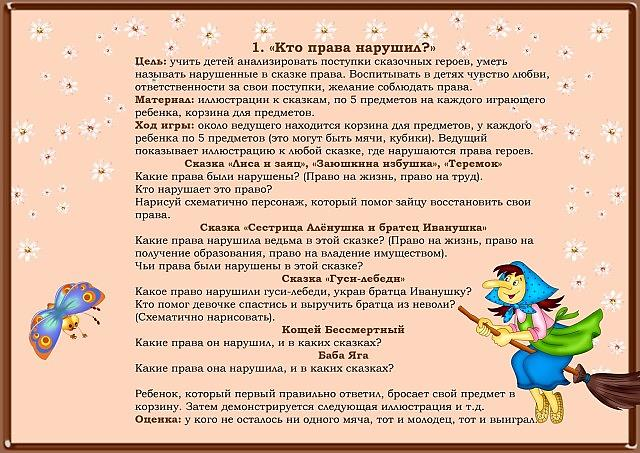 1. «Кто права нарушил?»
Цель: учить детей анализировать поступки сказочных героев, уметь
называть нарушенные в сказке права. Воспитывать в детях чувство любви,
ответственности за свои поступки, желание соблюдать права.
Материал: иллюстрации к сказкам, по 5 предметов на каждого играющего
ребенка, корзина для предметов.
Ход игры: около ведущего находится корзина для предметов, у каждого
ребенка по 5 предметов (это могут быть мячи, кубики). Ведущий
показывает иллюстрацию к любой сказке, где нарушаются права героев.
Сказка «Лиса и заяц», «Заюшкина избушка», «Теремок»
Какие права были нарушены? (Право на жизнь, право на труд).
Кто нарушает это право?
Нарисуй схематично персонаж, который помог зайцу восстановить свои
права.
Сказка «Сестрица Алёнушка и братец Иванушка»
Какие права нарушила ведьма в этой сказке? (Право на жизнь, право на
получение образования, право на владение имуществом).
Чьи права были нарушены в этой сказке?
Сказка «Гуси-лебеди»
Какое право нарушили гуси-лебеди, украв братца Иванушку?
Кто помог девочке спастись и выручить братца из неволи?
(Схематично нарисовать).
Кощей Бессмертный
Какие права он нарушил, и в каких сказках?
Баба Яга
Какие права она нарушила, и в каких сказках?
Ребенок, который первый правильно ответил, бросает свой предмет в
корзину. Затем демонстрируется следующая иллюстрация и т.д.
Оценка: у кого не осталось ни одного мяча, тот и молодец, тот и выиграл.